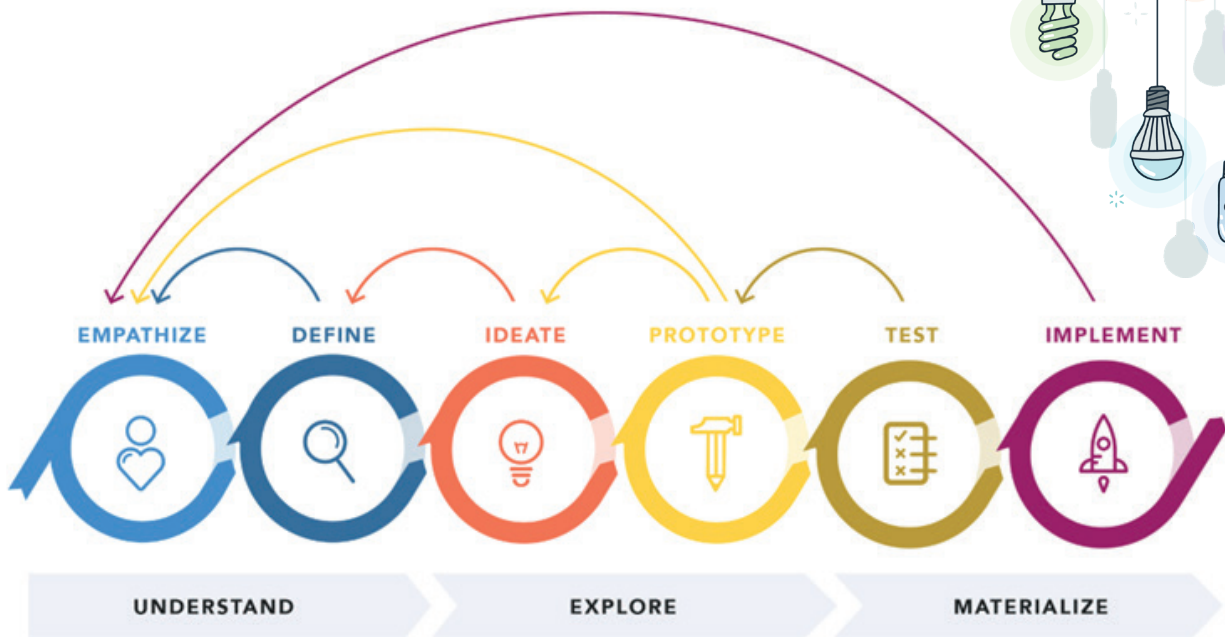 EMPATHIZE
DEFINE
IDEATE
PROTOTYPE
TEST
IMPLEMENT
UNDERSTAND
EXPLORE
MATERIALIZE